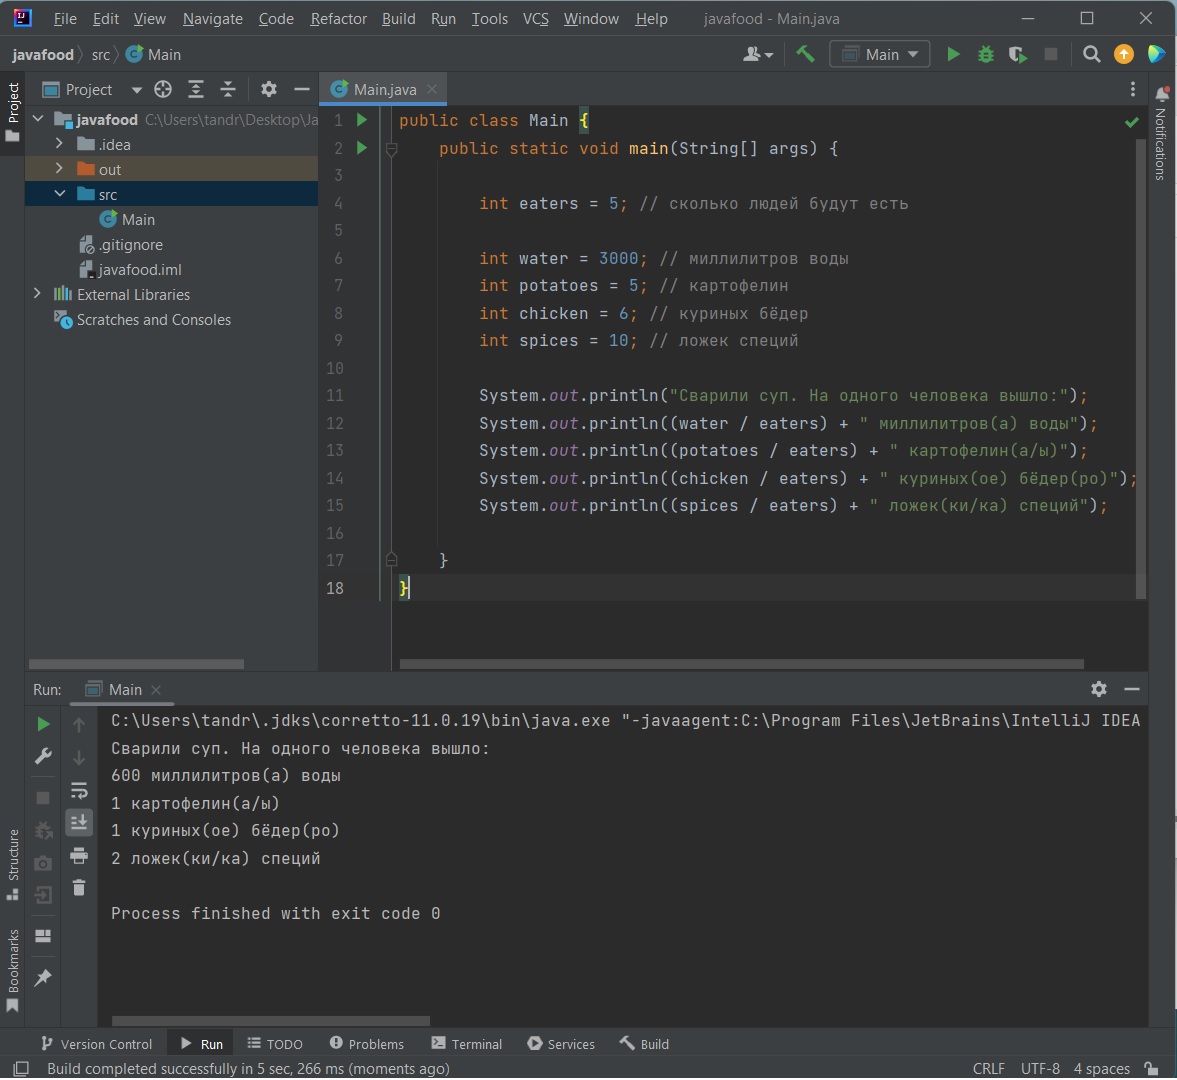 File Edit View Navigate Code Refactor Build Run Tools VCS Window Help javafood - Main.java
javafood src Main Main
Project
Project
Main.java
javafood C:\Users\tandr\Desktop\Ja
.idea
out
src
Main
.gitignore
javafood.iml
External Libraries
Scratches and Consoles
1 public class Main {
2 public static void main(String[] args) {
3
4 int eaters = 5; // сколько людей будут есть
5
6 int water = 3000; // миллилитров воды
7 int potatoes = 5; // картофелин
8 int chicken = 6; // куриных бёдер
9 int spices = 10; // ложек специй
10
11 System.out.println("Сварили суп. На одного человека вышло:");
12 System.out.println((water / eaters) + " миллилитров(а) воды");
13 System.out.println((potatoes / eaters) + " картофелин(а/ы)");
14 System.out.println((chicken / eaters) + " куриных(ое) бёдер(ро)");
15 System.out.println((spices / eaters) + " ложек(ки/ка) специй");
16
17 }
18 }
Notifications
Run: Main
C:\Users\tandr\.jdks\corretto-11.0.19\bin\java.exe "-javaagent:C:\Program Files\JetBrains\IntelliJ IDEA
Сварили суп. На одного человека вышло:
600 миллилитров(а) воды
1 картофелин(а/ы)
1 куриных(ое) бёдер(ро)
2 ложек(ки/ка) специй
Process finished with exit code 0
Structure
Bookmarks
Version Control Run TODO Problems Terminal Services Build
Build completed successfully in 5 sec, 266 ms (moments ago) CRLF UTF-8 4 spaces